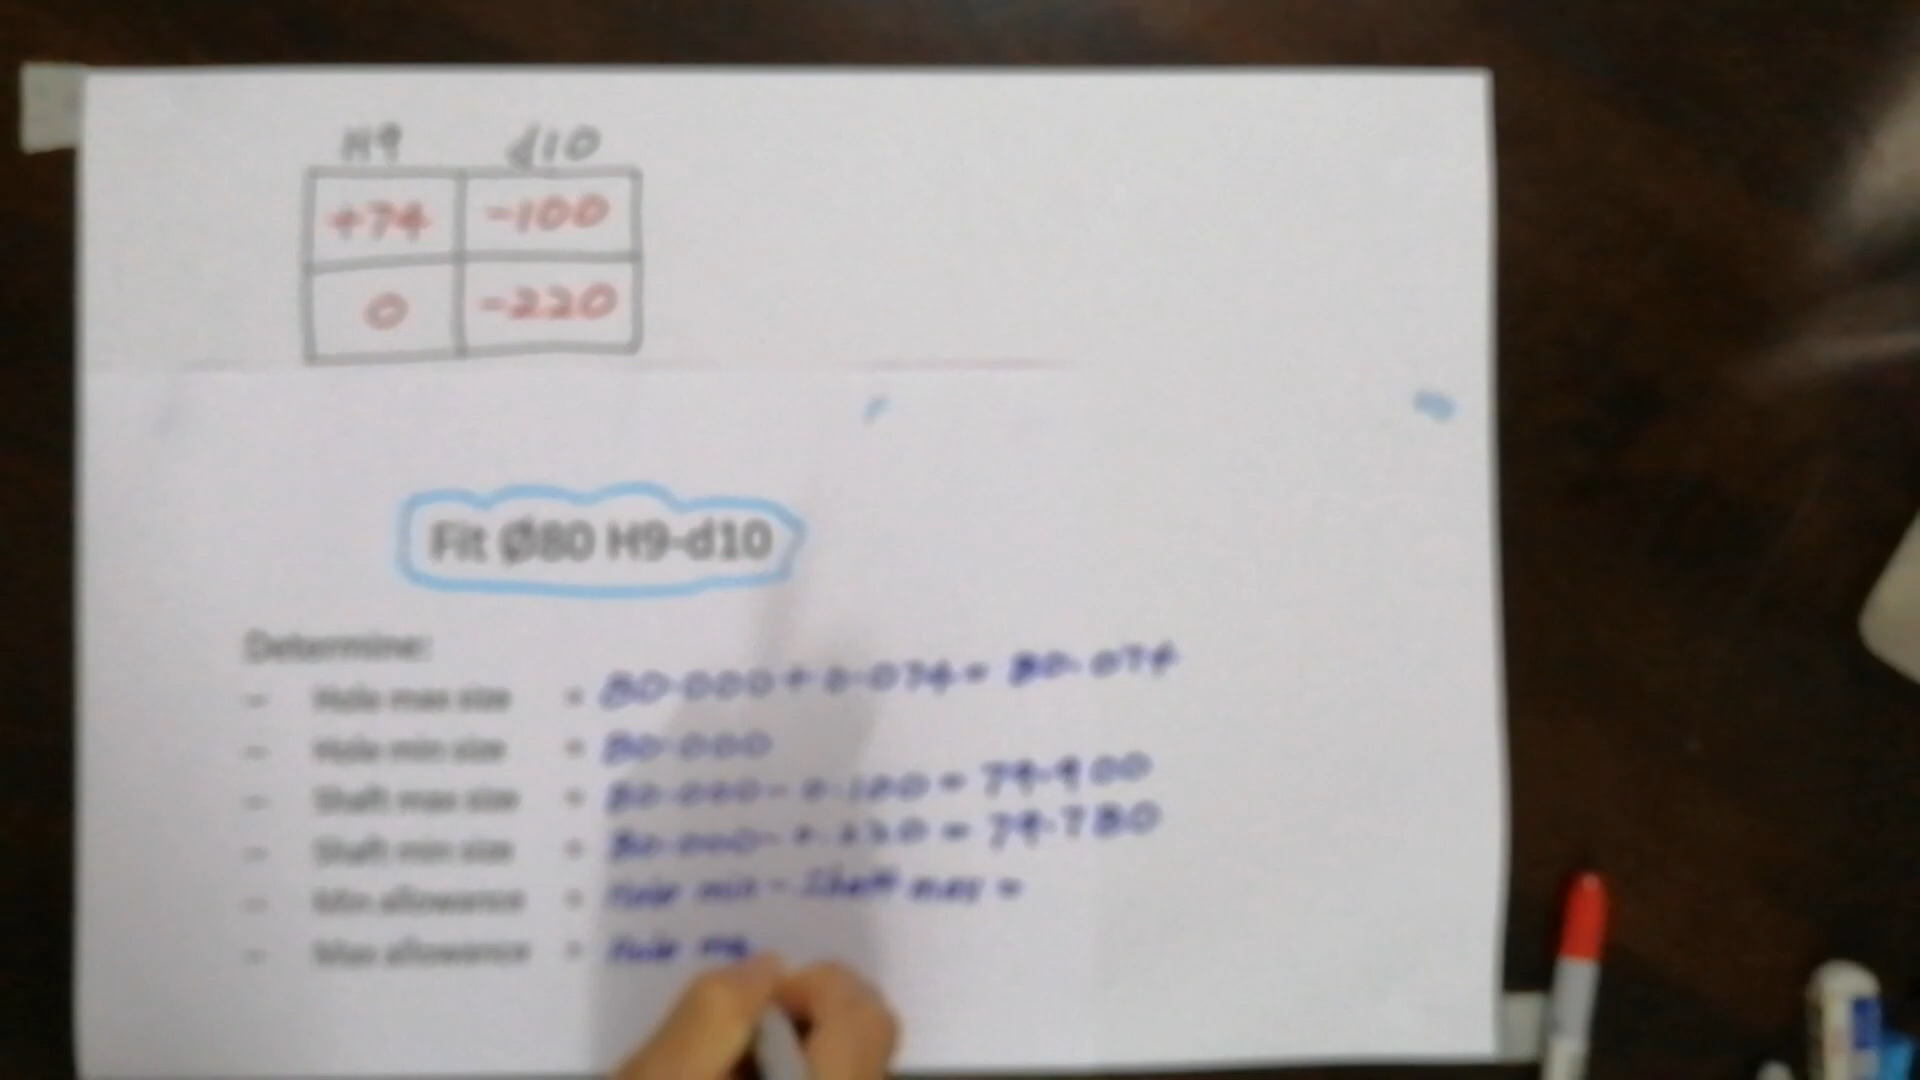 H9 d10
+74 -100
0 -220
Fit Ø80 H9-d10
Determine:
- Hole max size = 80.000 + 0.074 = 80.074
- Hole min size = 80.000
- Shaft max size = 80.000 - 0.100 = 79.900
- Shaft min size = 80.000 - 0.220 = 79.780
- Min allowance = Hole min - Shaft max =
- Max allowance = Hole ma